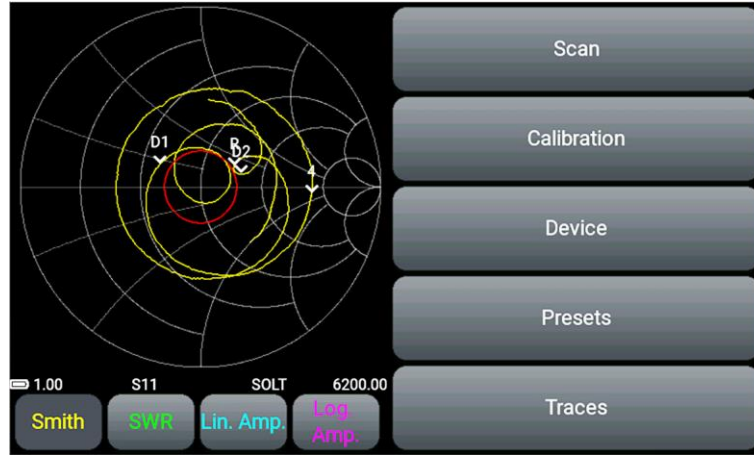 D1
R
D2
4
1.00 S11 SOLT 6200.00
Smith
SWR
Lin. Amp.
Log.
Amp.
Scan
Calibration
Device
Presets
Traces